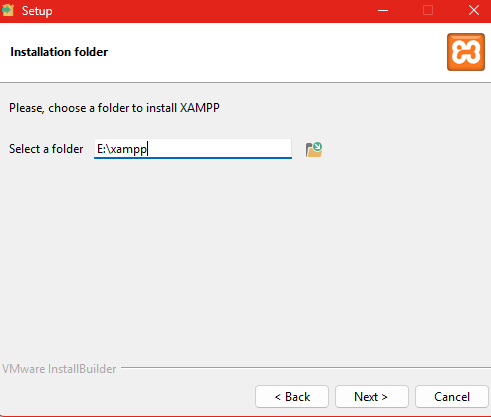 Setup
Installation folder
Please, choose a folder to install XAMPP
Select a folder E:\xampp
VMware InstallBuilder
< Back Next > Cancel